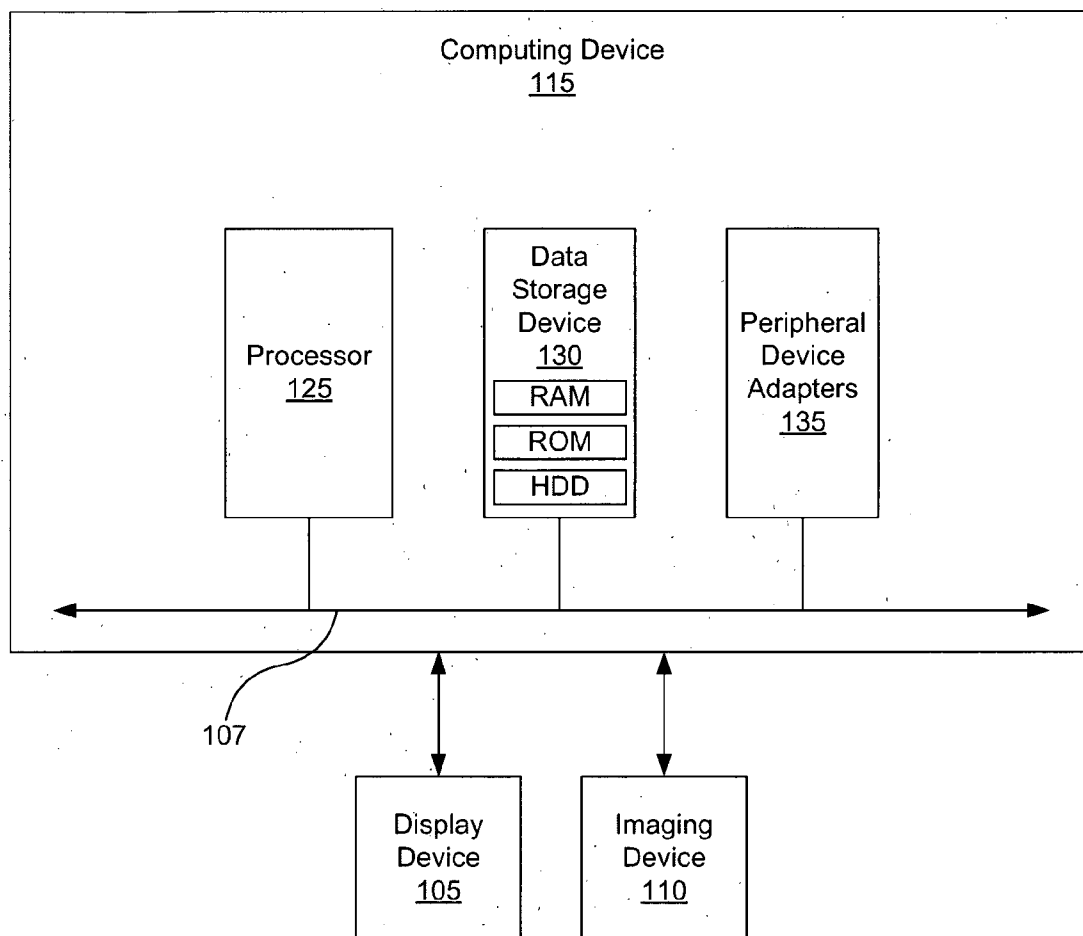 Computing Device
115
Processor
125
Data
Storage
Device
130
RAM
ROM
HDD
Peripheral
Device
Adapters
135
107
Display
Device
105
Imaging
Device
110